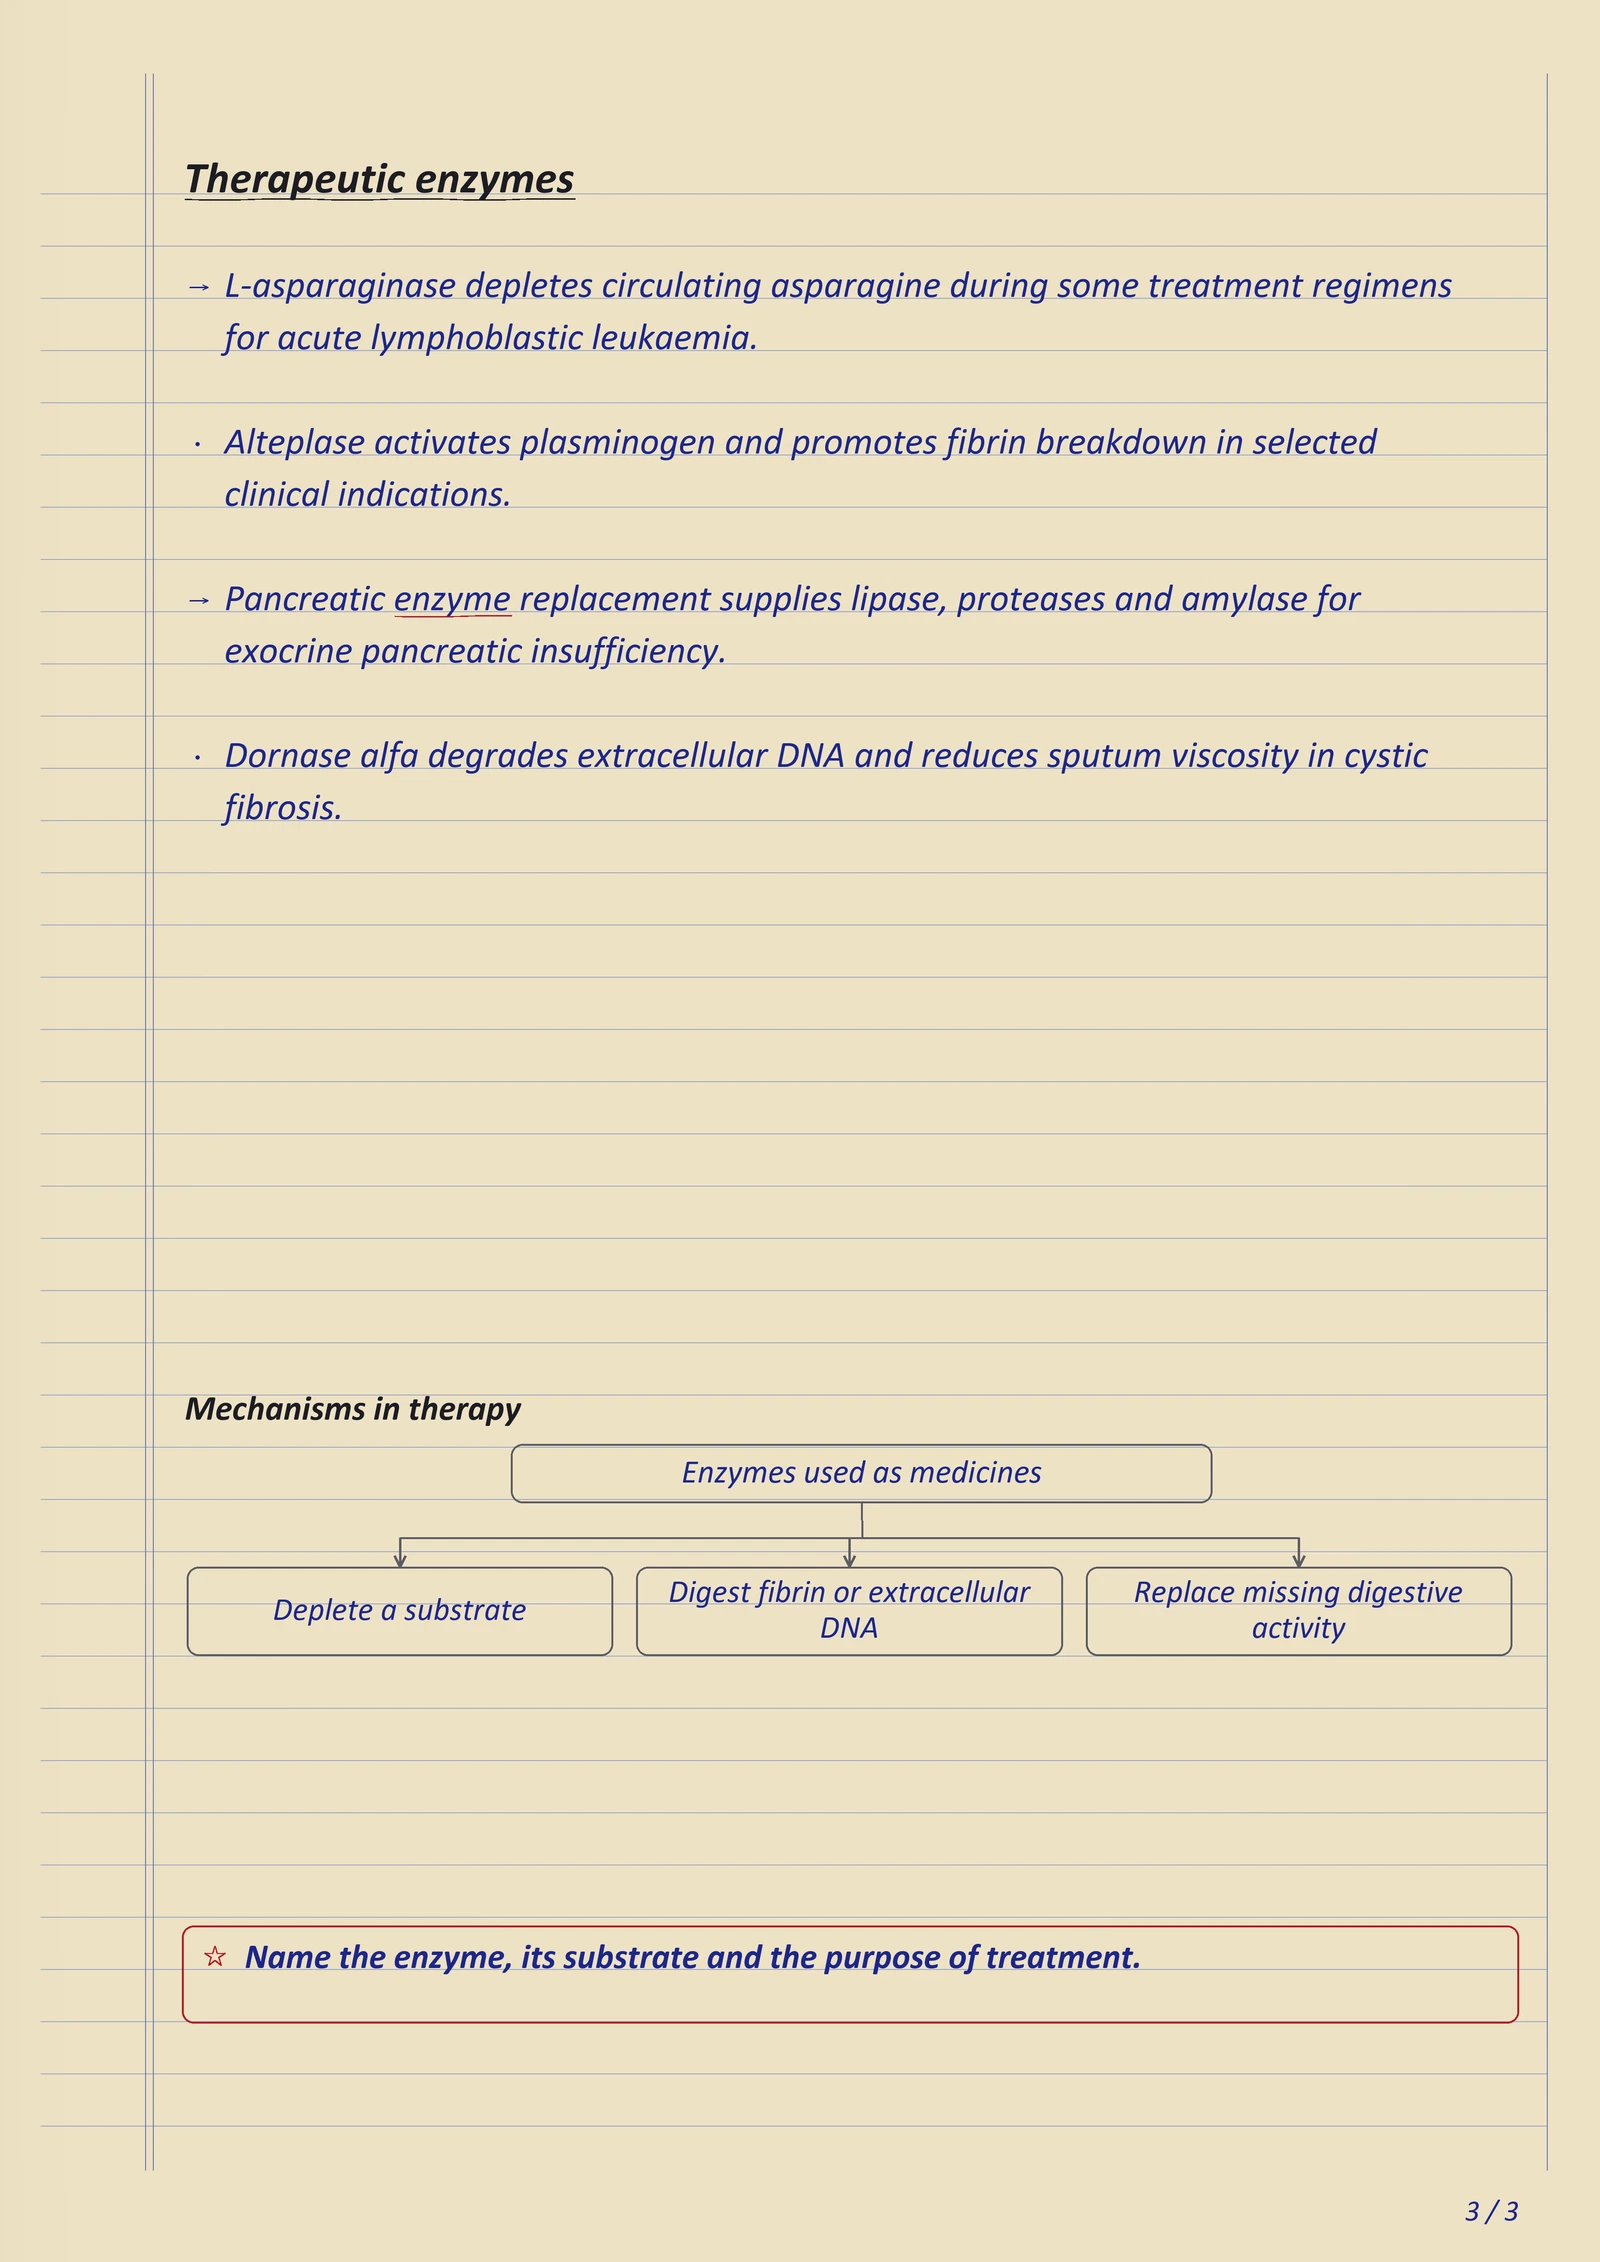 Therapeutic enzymes
→ L-asparaginase depletes circulating asparagine during some treatment regimens
for acute lymphoblastic leukaemia.
· Alteplase activates plasminogen and promotes fibrin breakdown in selected
clinical indications.
→ Pancreatic enzyme replacement supplies lipase, proteases and amylase for
exocrine pancreatic insufficiency.
· Dornase alfa degrades extracellular DNA and reduces sputum viscosity in cystic
fibrosis.
Mechanisms in therapy
Enzymes used as medicines
Deplete a substrate
Digest fibrin or extracellular
DNA
Replace missing digestive
activity
☆ Name the enzyme, its substrate and the purpose of treatment.
3 / 3